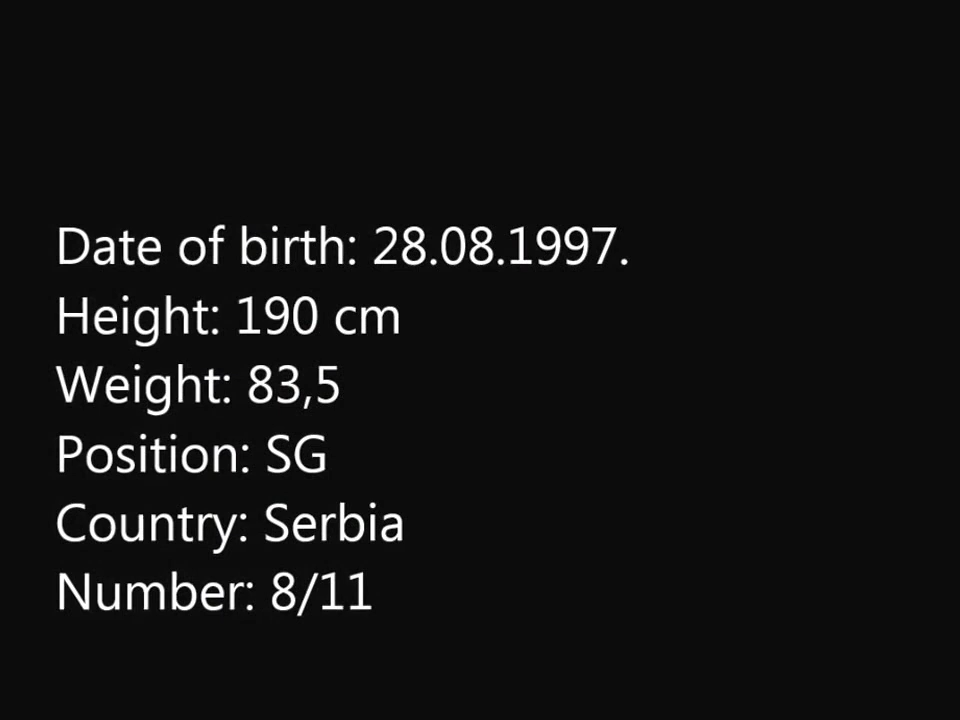 Date of birth: 28.08.1997.
Height: 190 cm
Weight: 83,5
Position: SG
Country: Serbia
Number: 8/11